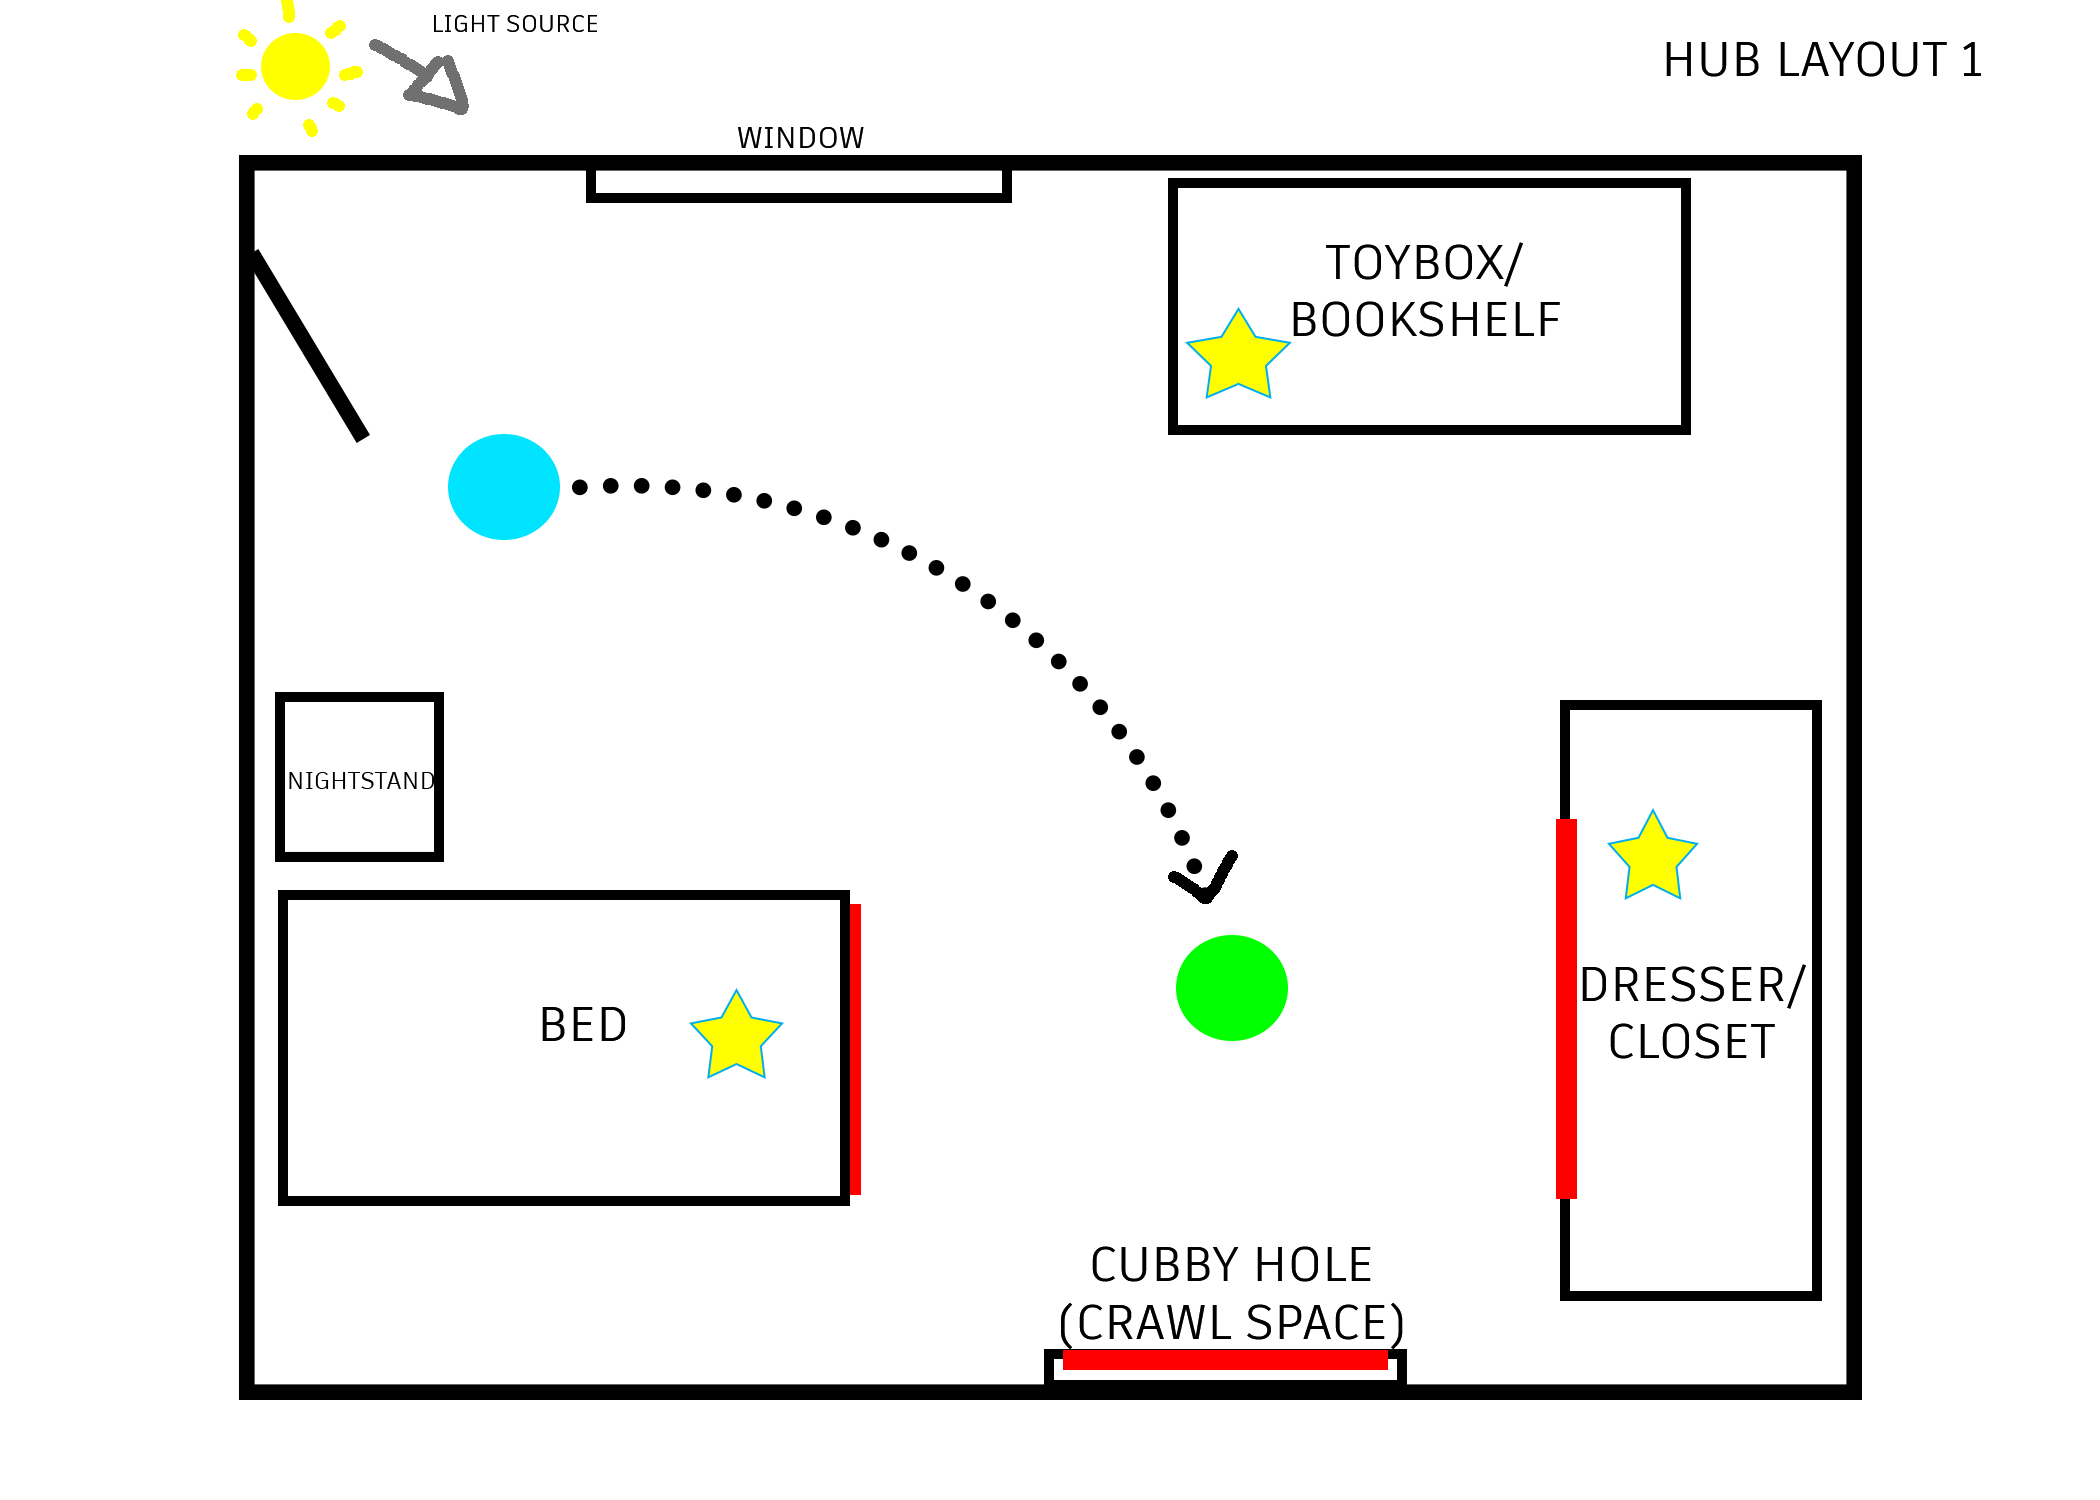 LIGHT SOURCE
HUB LAYOUT 1
WINDOW
TOYBOX/
BOOKSHELF
NIGHTSTAND
BED
DRESSER/
CLOSET
CUBBY HOLE
(CRAWL SPACE)